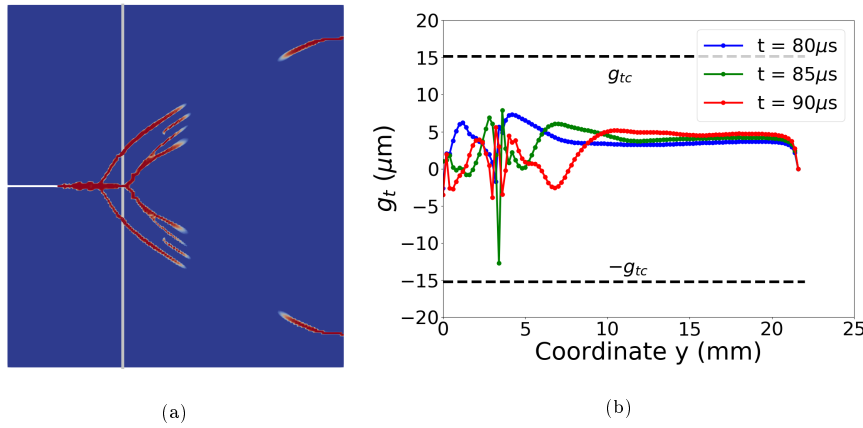 20
15
10
5
0
−5
−10
−15
−20
g_t (μm)
g_tc
−g_tc
t = 80μs
t = 85μs
t = 90μs
0 5 10 15 20 25
Coordinate y (mm)
(a)
(b)